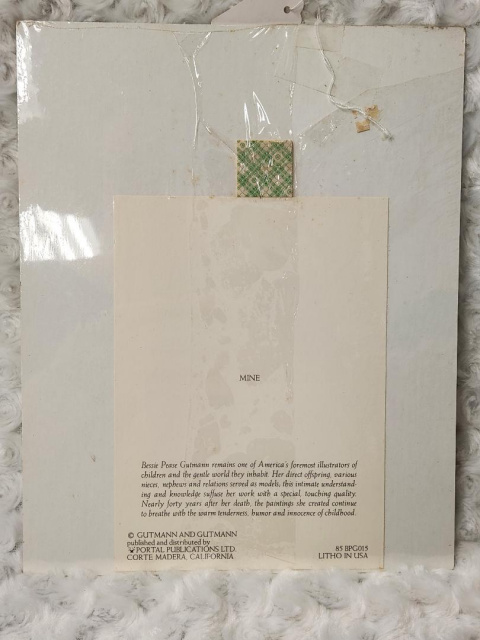 MINE
Bessie Pease Gutmann remains one of America's foremost illustrators of
children and the gentle world they inhabit. Her direct offspring, various
nieces, nephews and relations served as models; this intimate understand-
ing and knowledge suffuse her work with a special, touching quality.
Nearly forty years after her death, the paintings she created continue
to breathe with the warm tenderness, humor and innocence of childhood.
© GUTMANN AND GUTMANN
published and distributed by
PORTAL PUBLICATIONS LTD.
CORTE MADERA, CALIFORNIA
85 BPG015
LITHO IN USA